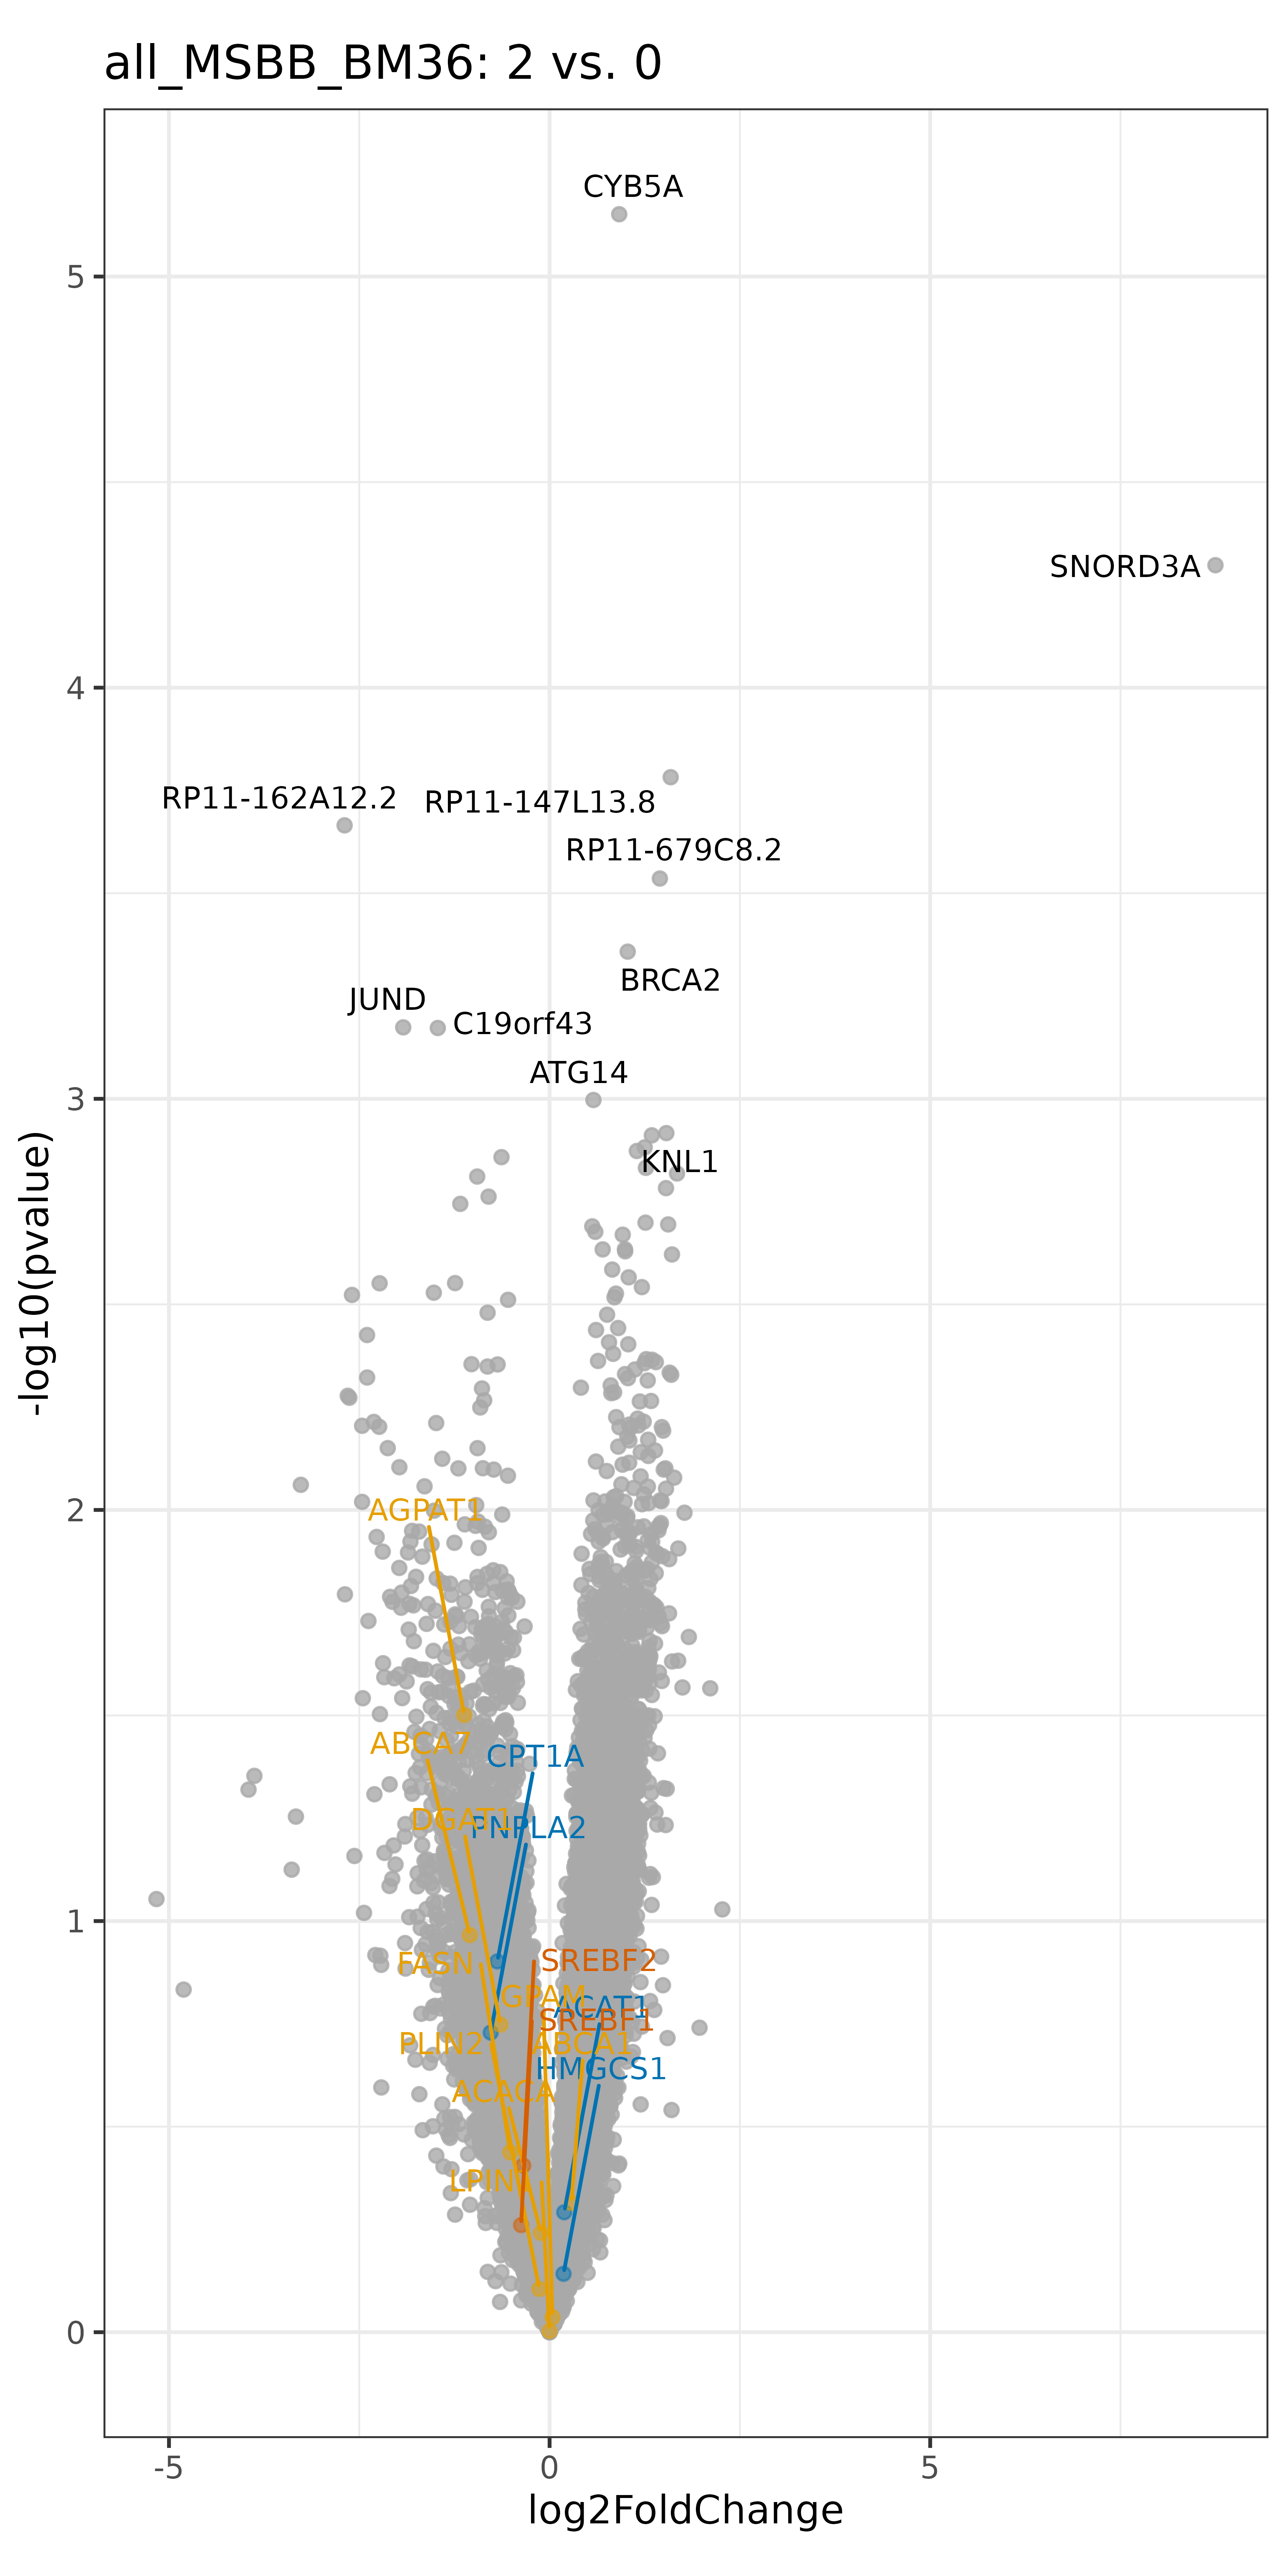 all_MSBB_BM36: 2 vs. 0
CYB5A
5
SNORD3A
4
RP11-162A12.2
RP11-147L13.8
RP11-679C8.2
BRCA2
JUND
C19orf43
ATG14
3
KNL1
-log10(pvalue)
2
AGPAT1
ABCA7
CPT1A
DGAT1
PNPLA2
1
FASN
SREBF2
GPAM
ACAT1
SREBF1
PLIN2
ABCA1
HMGCS1
ACACA
0
-5
0
5
log2FoldChange